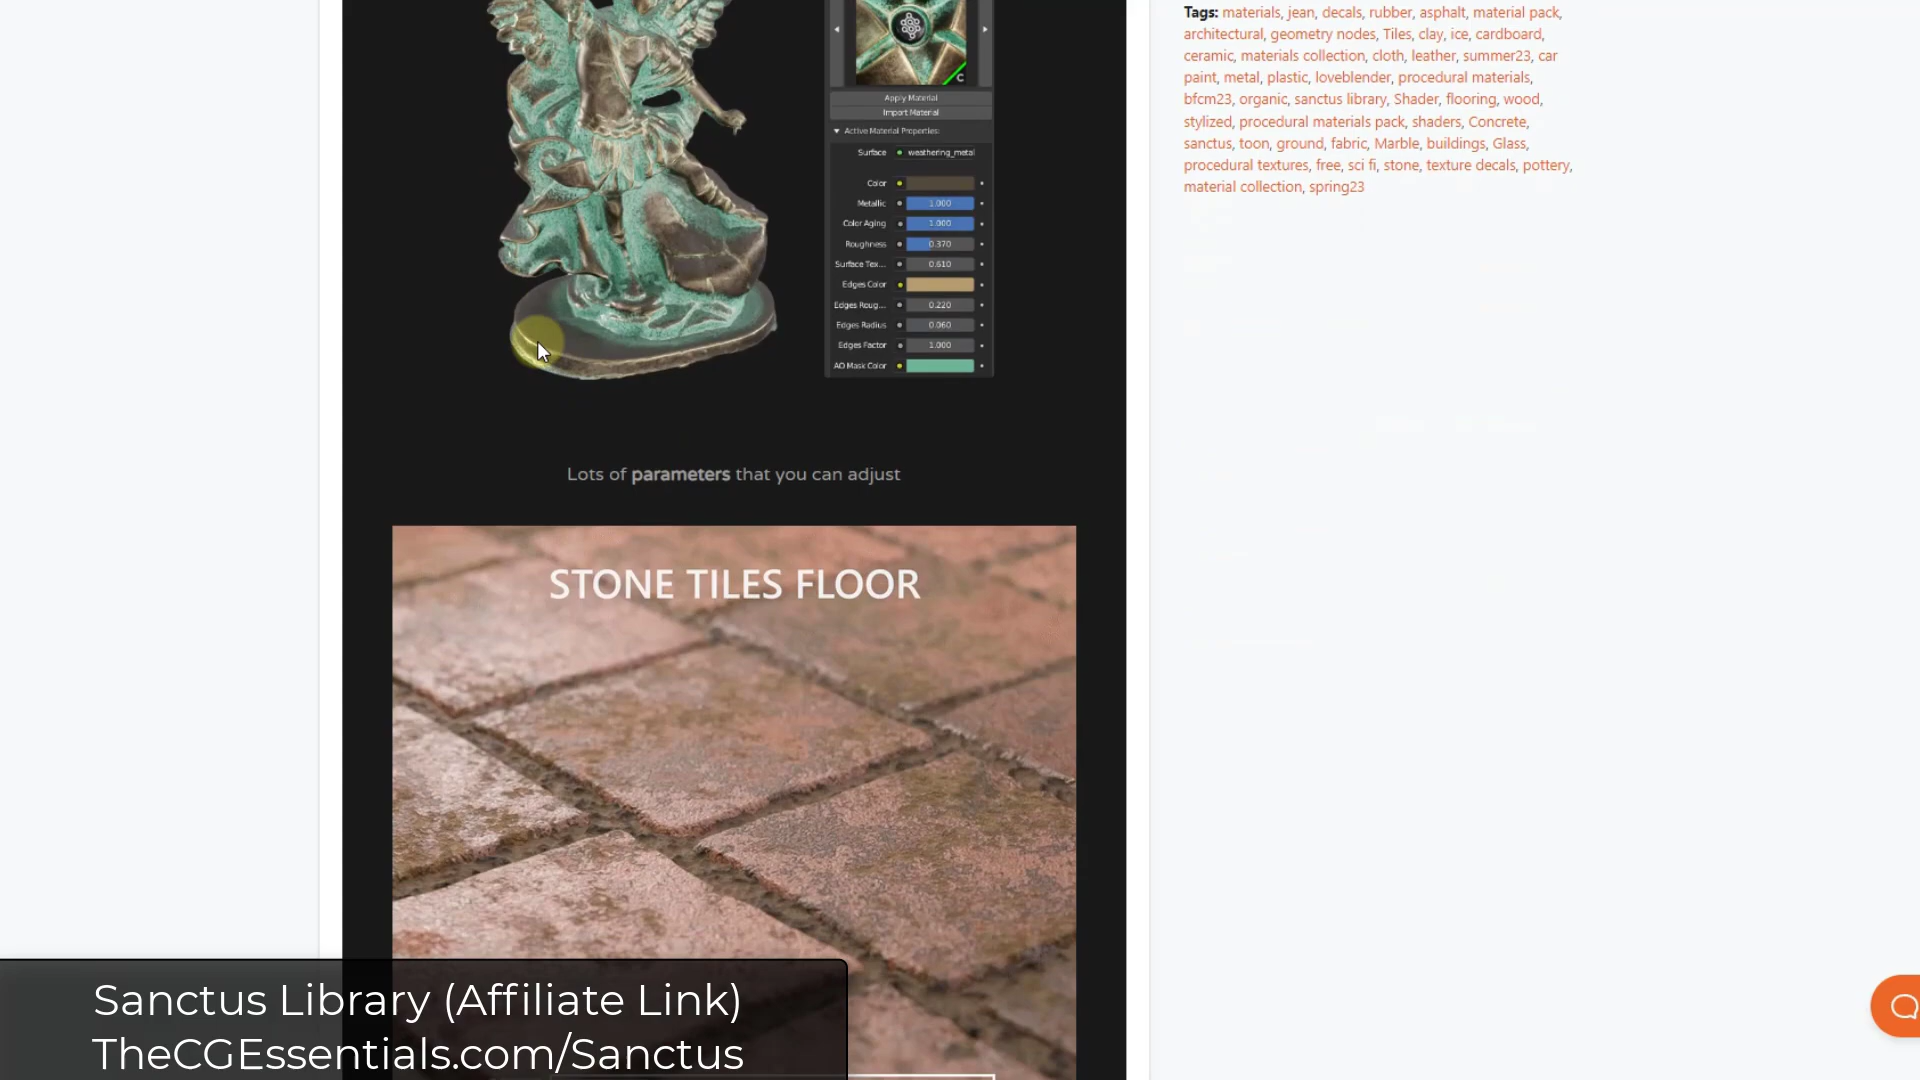 Tags: materials, jean, decals, rubber, asphalt, material pack,
architectural, geometry nodes, Tiles, clay, ice, cardboard,
ceramic, materials collection, cloth, leather, summer23, car
paint, metal, plastic, loveblender, procedural materials,
bfcm23, organic, sanctus library, Shader, flooring, wood,
stylized, procedural materials pack, shaders, Concrete,
sanctus, toon, ground, fabric, Marble, buildings, Glass,
procedural textures, free, sci fi, stone, texture decals, pottery,
material collection, spring23
C
Apply Material
Import Material
Active Material Properties:
Surface weathering_metal
Color
Metallic 1.000
Color Aging 1.000
Roughness 0.370
Surface Tex... 0.610
Edges Color
Edges Roug... 0.220
Edges Radius 0.060
Edges Factor 1.000
AO Mask Color
Lots of parameters that you can adjust
STONE TILES FLOOR
Sanctus Library (Affiliate Link)
TheCGEssentials.com/Sanctus